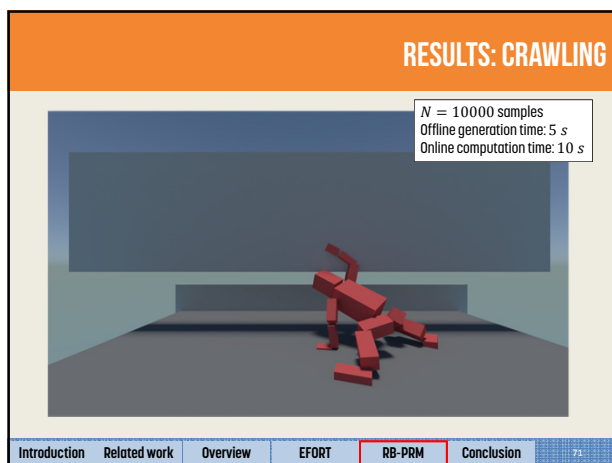 RESULTS: CRAWLING
N = 10000 samples
Offline generation time: 5 s
Online computation time: 10 s
Introduction Related work Overview EFORT RB-PRM Conclusion 71